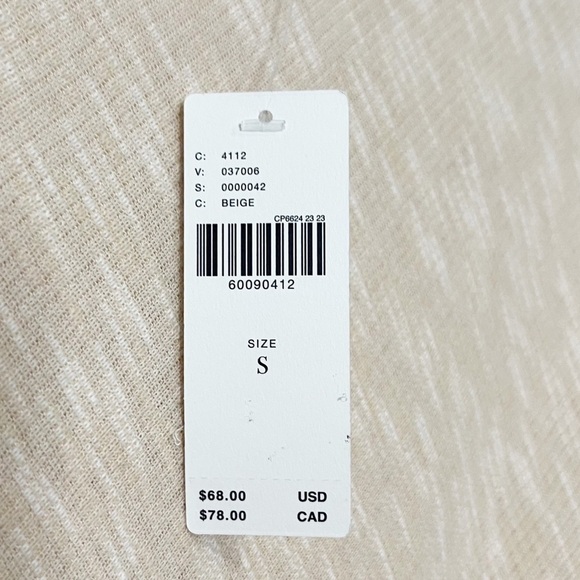 C: 4112
V: 037006
S: 0000042
C: BEIGE
CP6624 23 23
60090412
SIZE
S
$68.00 USD
$78.00 CAD